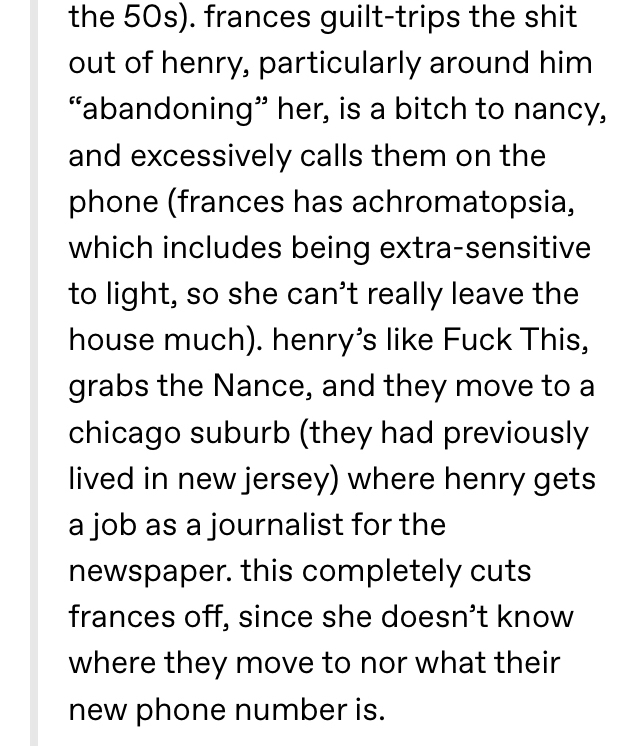 the 50s). frances guilt-trips the shit
out of henry, particularly around him
“abandoning” her, is a bitch to nancy,
and excessively calls them on the
phone (frances has achromatopsia,
which includes being extra-sensitive
to light, so she can’t really leave the
house much). henry’s like Fuck This,
grabs the Nance, and they move to a
chicago suburb (they had previously
lived in new jersey) where henry gets
a job as a journalist for the
newspaper. this completely cuts
frances off, since she doesn’t know
where they move to nor what their
new phone number is.